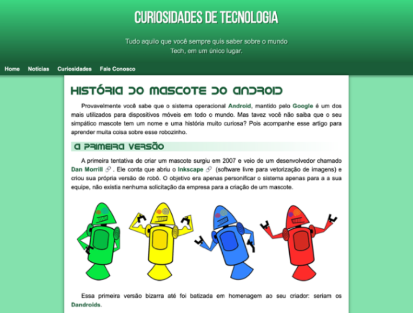 CURIOSIDADES DE TECNOLOGIA
Tudo aquilo que você sempre quis saber sobre o mundo
Tech, em um único lugar.
Home Notícias Curiosidades Fale Conosco
História do Mascote do Android
Provavelmente você sabe que o sistema operacional Android, mantido pelo Google é um dos
mais utilizados para dispositivos móveis em todo o mundo. Mas tavez você não saiba que o seu
simpático mascote tem um nome e uma história muito curiosa? Pois acompanhe esse artigo para
aprender muita coisa sobre esse robozinho.
A primeira versão
A primeira tentativa de criar um mascote surgiu em 2007 e veio de um desenvolvedor chamado
Dan Morrill. Ele conta que abriu o Inkscape (software livre para vetorização de imagens) e
criou sua própria versão de robô. O objetivo era apenas personificar o sistema apenas para a a sua
equipe, não existia nenhuma solicitação da empresa para a criação de um mascote.
Essa primeira versão bizarra até foi batizada em homenagem ao seu criador: seriam os
Dandroids.